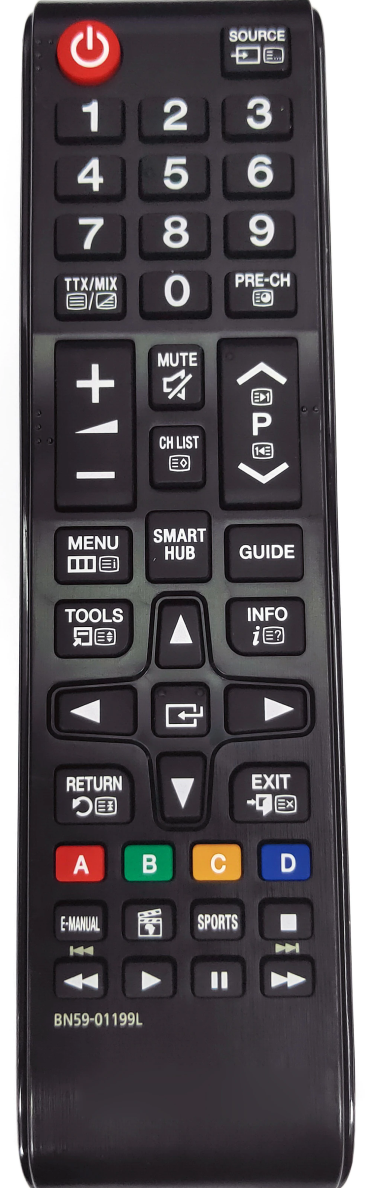 SOURCE
1 2 3
4 5 6
7 8 9
TTX/MIX 0 PRE-CH
MUTE
P
CH LIST
MENU SMART HUB GUIDE
TOOLS INFO
RETURN EXIT
A B C D
E-MANUAL SPORTS
BN59-01199L